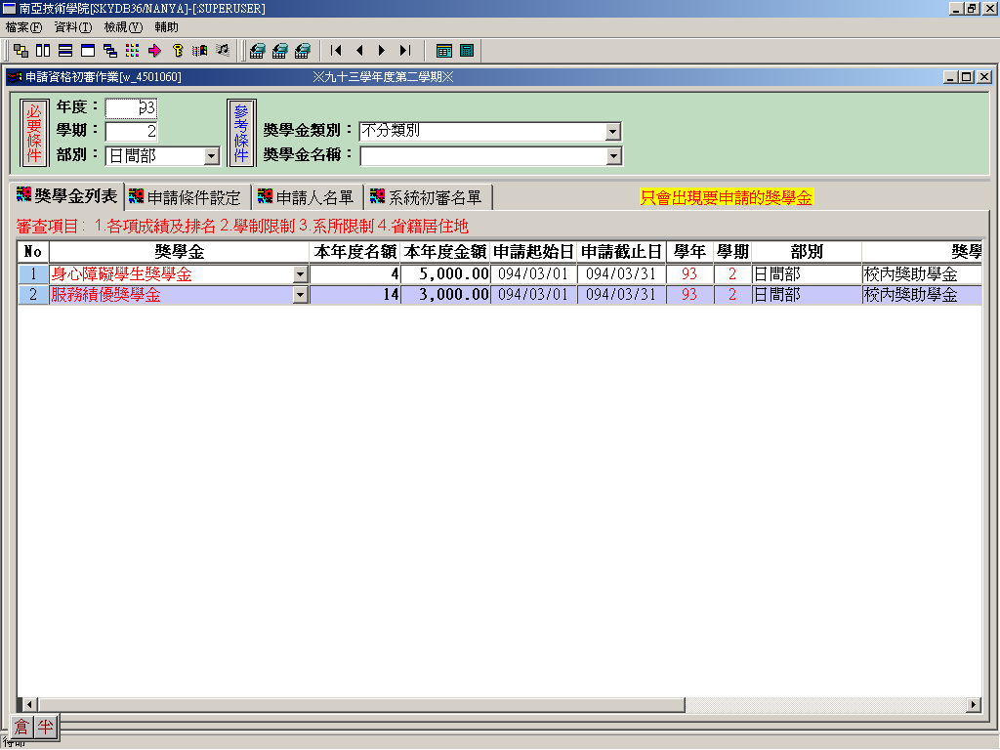 南亞技術學院[SKYDB36/NANYA]-[:SUPERUSER]
檔案(F) 資料(I) 檢視(V) 輔助
申請資格初審作業[w_4501060] ※九十三學年度第二學期※
必要條件
年度： 93
學期： 2
部別： 日間部
參考條件
獎學金類別： 不分類別
獎學金名稱：
獎學金列表 申請條件設定 申請人名單 系統初審名單 只會出現要申請的獎學金
審查項目: 1.各項成績及排名 2.學制限制 3.系所限制 4.省籍居住地
No 獎學金 本年度名額 本年度金額 申請起始日 申請截止日 學年 學期 部別 獎學
1 身心障礙學生獎學金 4 5,000.00 094/03/01 094/03/31 93 2 日間部 校內獎助學金
2 服務績優獎學金 14 3,000.00 094/03/01 094/03/31 93 2 日間部 校內獎助學金
倉 半
待命